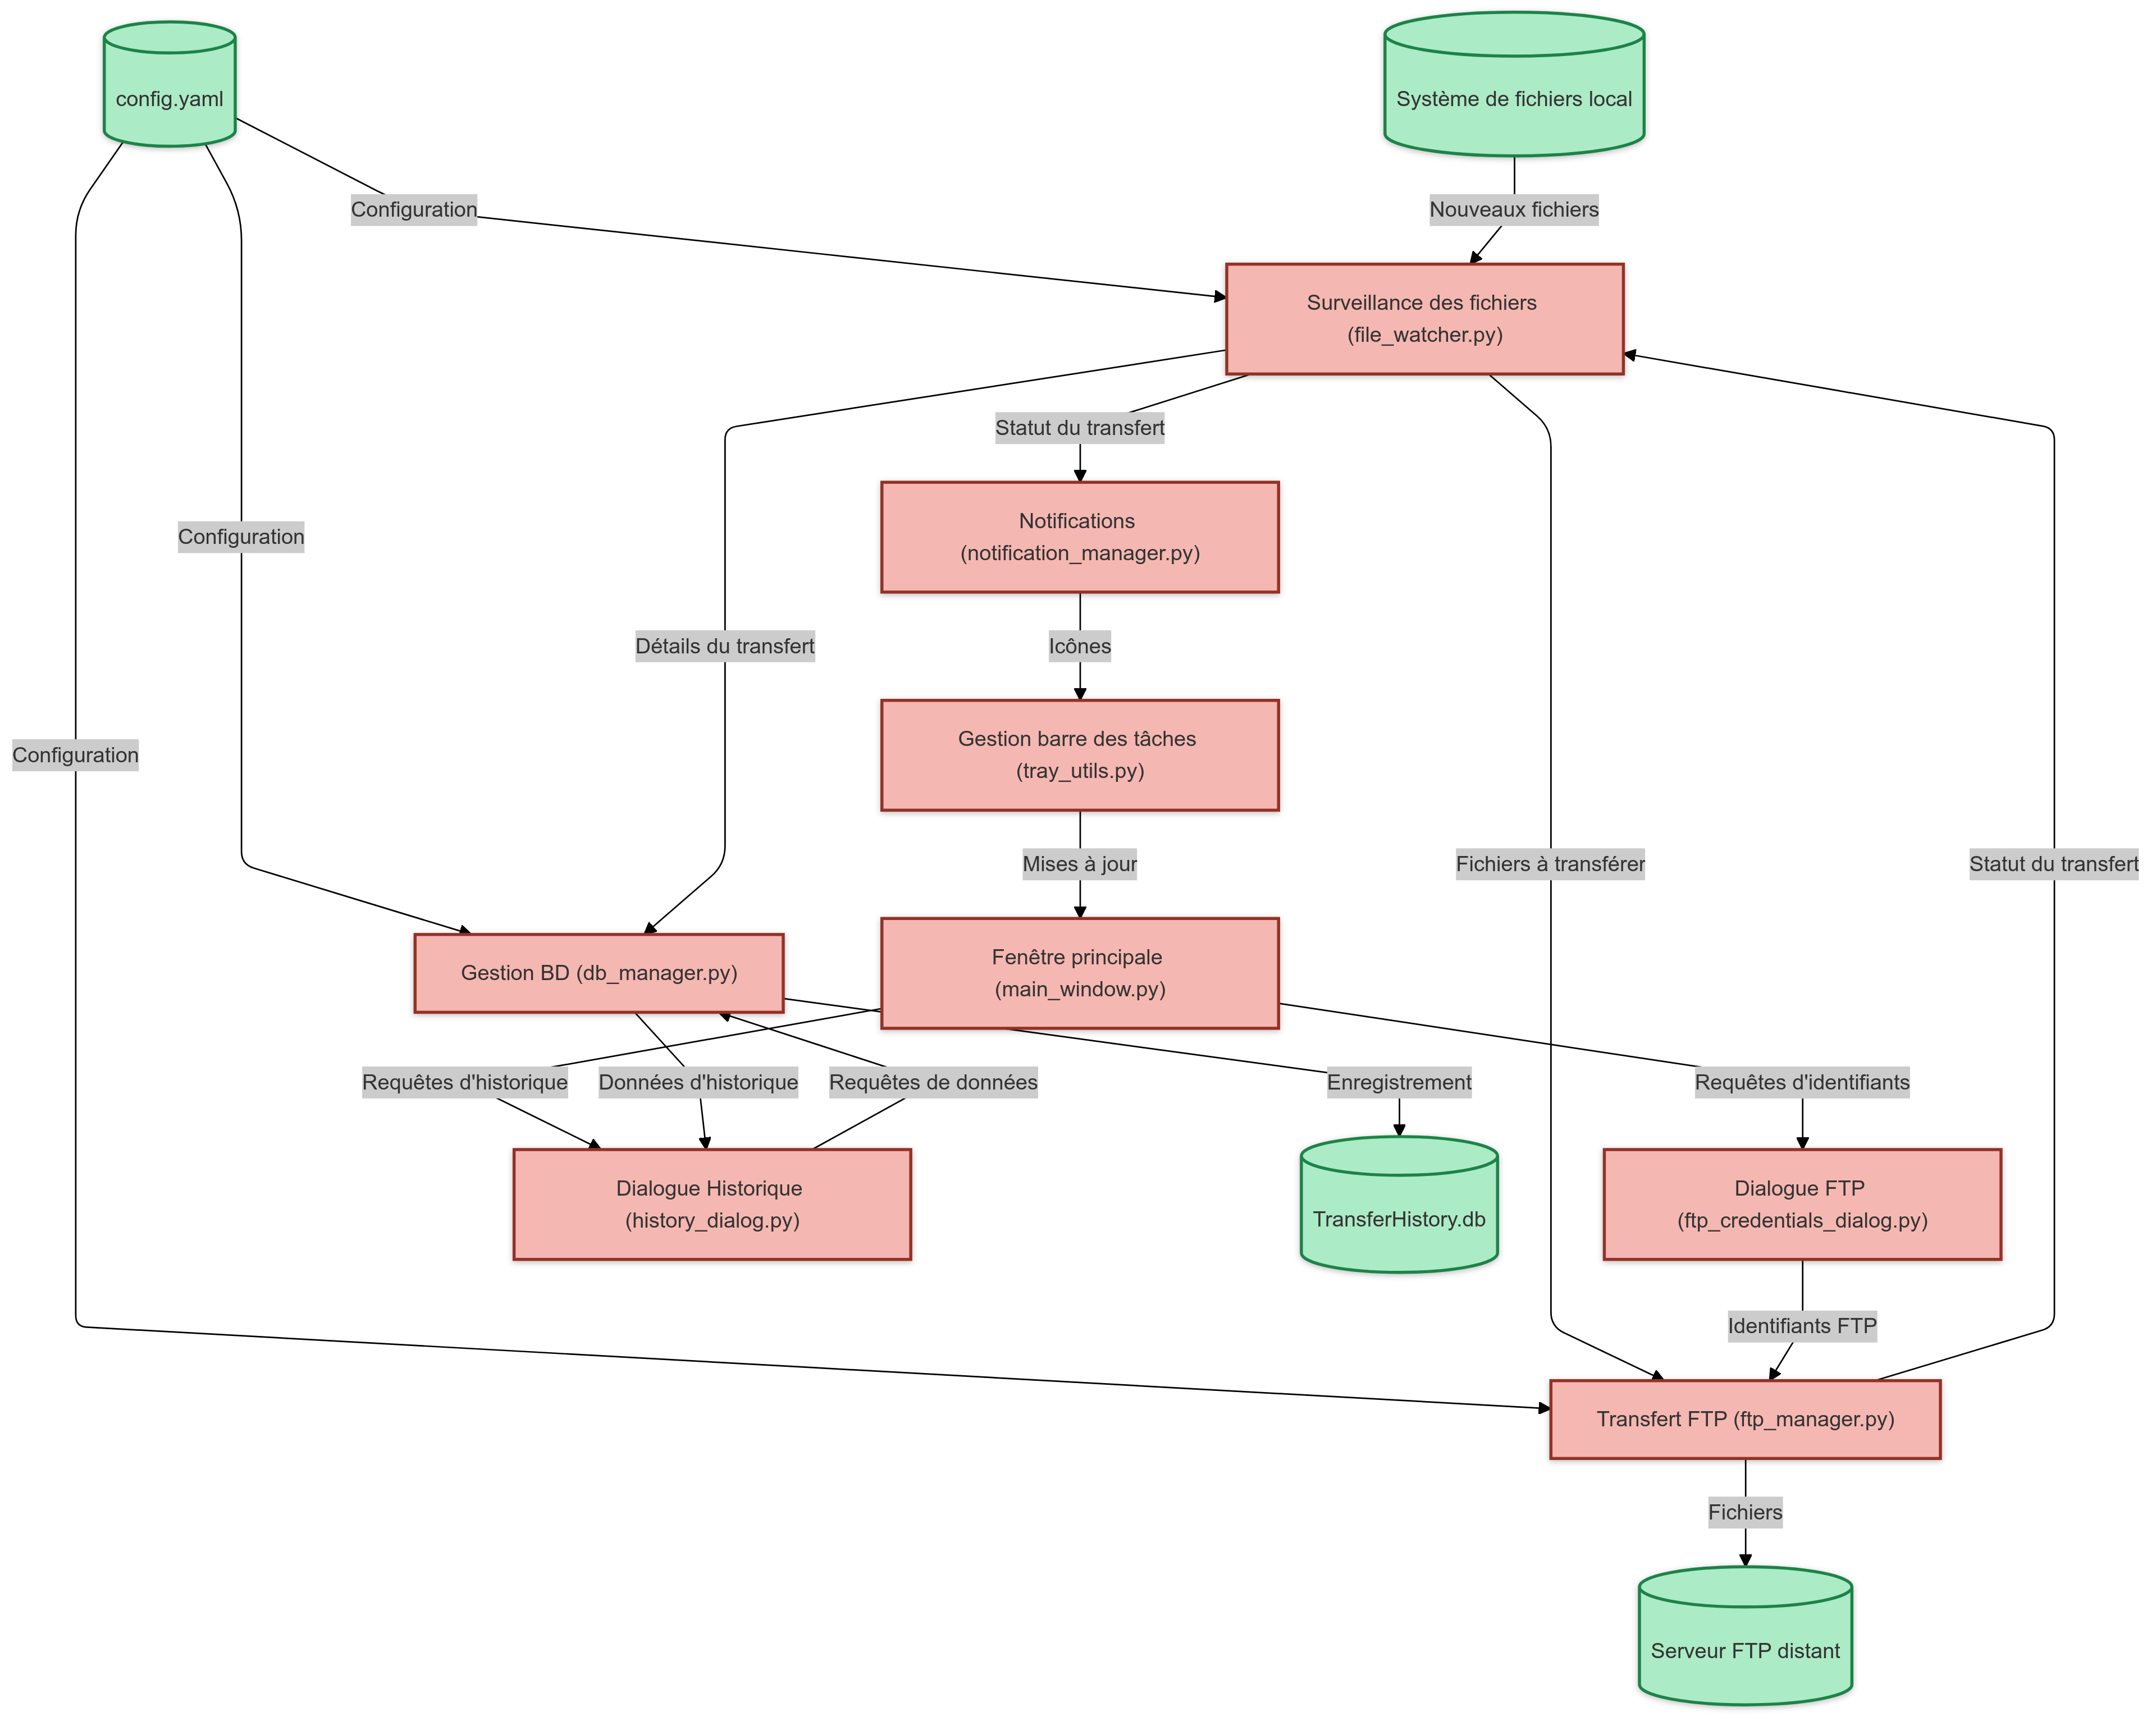 config.yaml
Système de fichiers local
Configuration
Nouveaux fichiers
Surveillance des fichiers
(file_watcher.py)
Statut du transfert
Notifications
(notification_manager.py)
Configuration
Détails du transfert
Icônes
Gestion barre des tâches
(tray_utils.py)
Configuration
Mises à jour
Fichiers à transférer
Statut du transfert
Gestion BD (db_manager.py)
Fenêtre principale
(main_window.py)
Requêtes d'historique
Données d'historique
Requêtes de données
Enregistrement
Requêtes d'identifiants
Dialogue Historique
(history_dialog.py)
TransferHistory.db
Dialogue FTP
(ftp_credentials_dialog.py)
Identifiants FTP
Transfert FTP (ftp_manager.py)
Fichiers
Serveur FTP distant